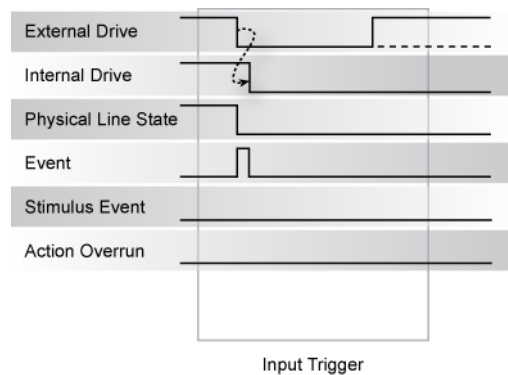 External Drive
Internal Drive
Physical Line State
Event
Stimulus Event
Action Overrun
Input Trigger